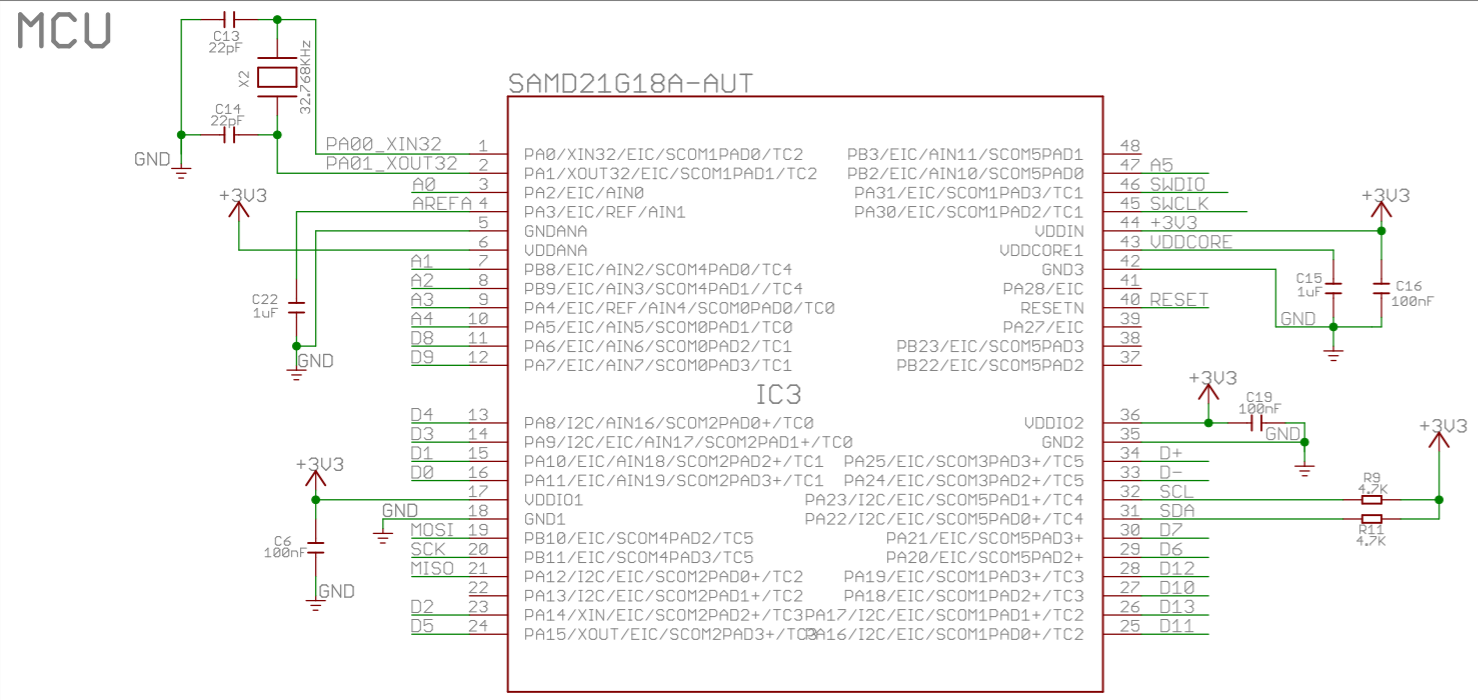 MCU
C13
22pF
X2
32.768KHz
C14
22pF
GND
SAMD21G18A-AUT
PA00_XIN32 1 PA0/XIN32/EIC/SCOM1PAD0/TC2 PB3/EIC/AIN11/SCOM5PAD1 48
PA01_XOUT32 2 PA1/XOUT32/EIC/SCOM1PAD1/TC2 PB2/EIC/AIN10/SCOM5PAD0 47 A5
A0 3 PA2/EIC/AIN0 PA31/EIC/SCOM1PAD3/TC1 46 SWDIO
AREFA 4 PA3/EIC/REF/AIN1 PA30/EIC/SCOM1PAD2/TC1 45 SWCLK
5 GNDANA VDDIN 44 +3V3
6 VDDANA VDDCORE1 43 VDDCORE
A1 7 PB8/EIC/AIN2/SCOM4PAD0/TC4 GND3 42
A2 8 PB9/EIC/AIN3/SCOM4PAD1//TC4 PA28/EIC 41
A3 9 PA4/EIC/REF/AIN4/SCOM0PAD0/TC0 RESETN 40 RESET
A4 10 PA5/EIC/AIN5/SCOM0PAD1/TC0 PA27/EIC 39
D8 11 PA6/EIC/AIN6/SCOM0PAD2/TC1 PB23/EIC/SCOM5PAD3 38
D9 12 PA7/EIC/AIN7/SCOM0PAD3/TC1 PB22/EIC/SCOM5PAD2 37
+3V3
C22
1uF
GND
+3V3
C15
1uF
C16
100nF
GND
IC3
D4 13 PA8/I2C/AIN16/SCOM2PAD0+/TC0 VDDIO2 36
D3 14 PA9/I2C/EIC/AIN17/SCOM2PAD1+/TC0 GND2 35
D1 15 PA10/EIC/AIN18/SCOM2PAD2+/TC1 PA25/EIC/SCOM3PAD3+/TC5 34 D+
D0 16 PA11/EIC/AIN19/SCOM2PAD3+/TC1 PA24/EIC/SCOM3PAD2+/TC5 33 D-
17 VDDIO1 PA23/I2C/EIC/SCOM5PAD1+/TC4 32 SCL
GND 18 GND1 PA22/I2C/EIC/SCOM5PAD0+/TC4 31 SDA
MOSI 19 PB10/EIC/SCOM4PAD2/TC5 PA21/EIC/SCOM5PAD3+ 30 D7
SCK 20 PB11/EIC/SCOM4PAD3/TC5 PA20/EIC/SCOM5PAD2+ 29 D6
MISO 21 PA12/I2C/EIC/SCOM2PAD0+/TC2 PA19/EIC/SCOM1PAD3+/TC3 28 D12
22 PA13/I2C/EIC/SCOM2PAD1+/TC2 PA18/EIC/SCOM1PAD2+/TC3 27 D10
D2 23 PA14/XIN/EIC/SCOM2PAD2+/TC3 PA17/I2C/EIC/SCOM1PAD1+/TC2 26 D13
D5 24 PA15/XOUT/EIC/SCOM2PAD3+/TC3 PA16/I2C/EIC/SCOM1PAD0+/TC2 25 D11
+3V3
C6
100nF
GND
+3V3
C19
100nF
GND
+3V3
R9
4.7K
R11
4.7K